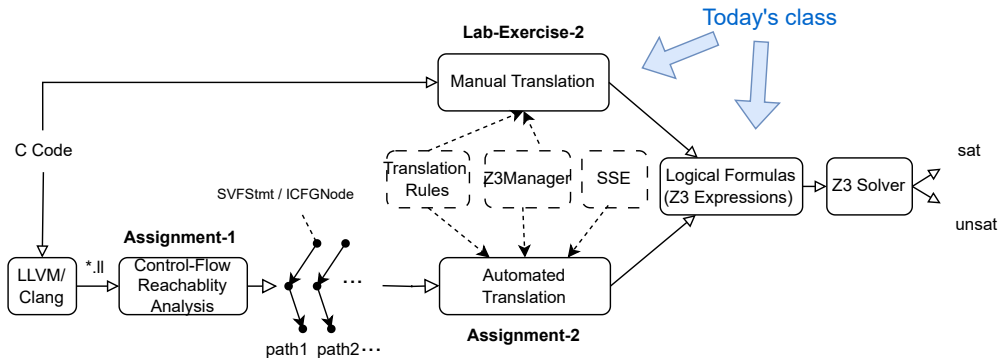 Today's class
Lab-Exercise-2
Manual Translation
C Code
Translation
Rules
Z3Manager
SSE
Logical Formulas
(Z3 Expressions)
Z3 Solver
sat
unsat
SVFStmt / ICFGNode
Assignment-1
LLVM/
Clang
*.ll
Control-Flow
Reachablity
Analysis
...
Automated
Translation
Assignment-2
path1
path2...